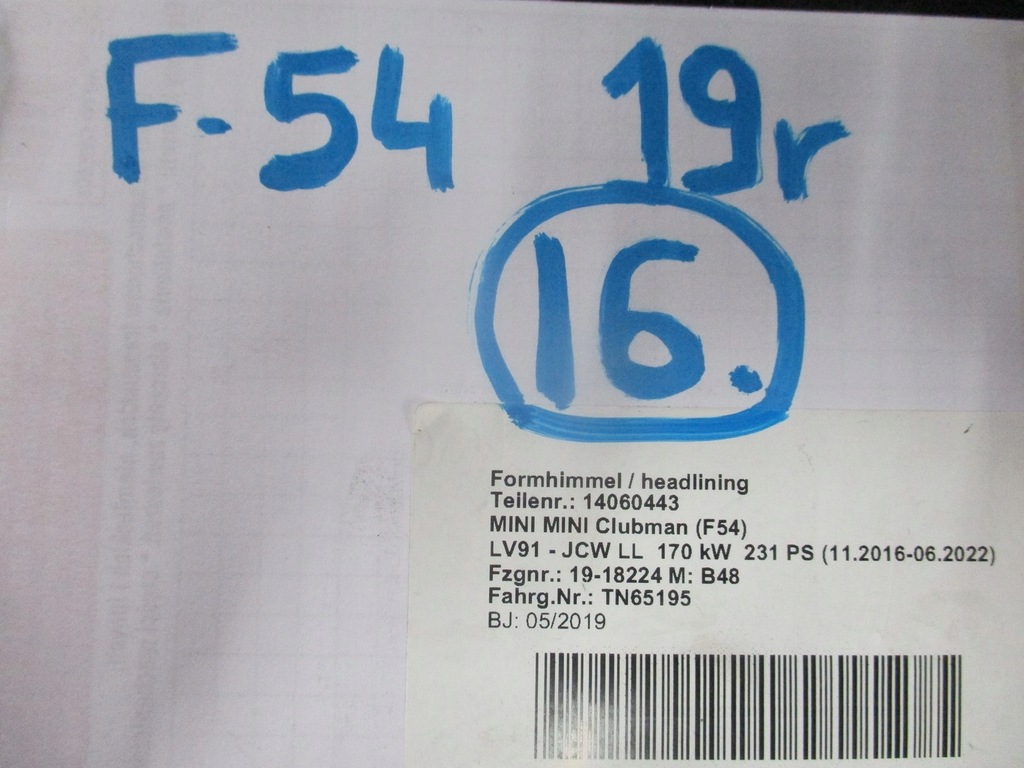 F-54 19r
16.
Formhimmel / headlining
Teilenr.: 14060443
MINI MINI Clubman (F54)
LV91 - JCW LL 170 kW 231 PS (11.2016-06.2022)
Fzgnr.: 19-18224 M: B48
Fahrg.Nr.: TN65195
BJ: 05/2019